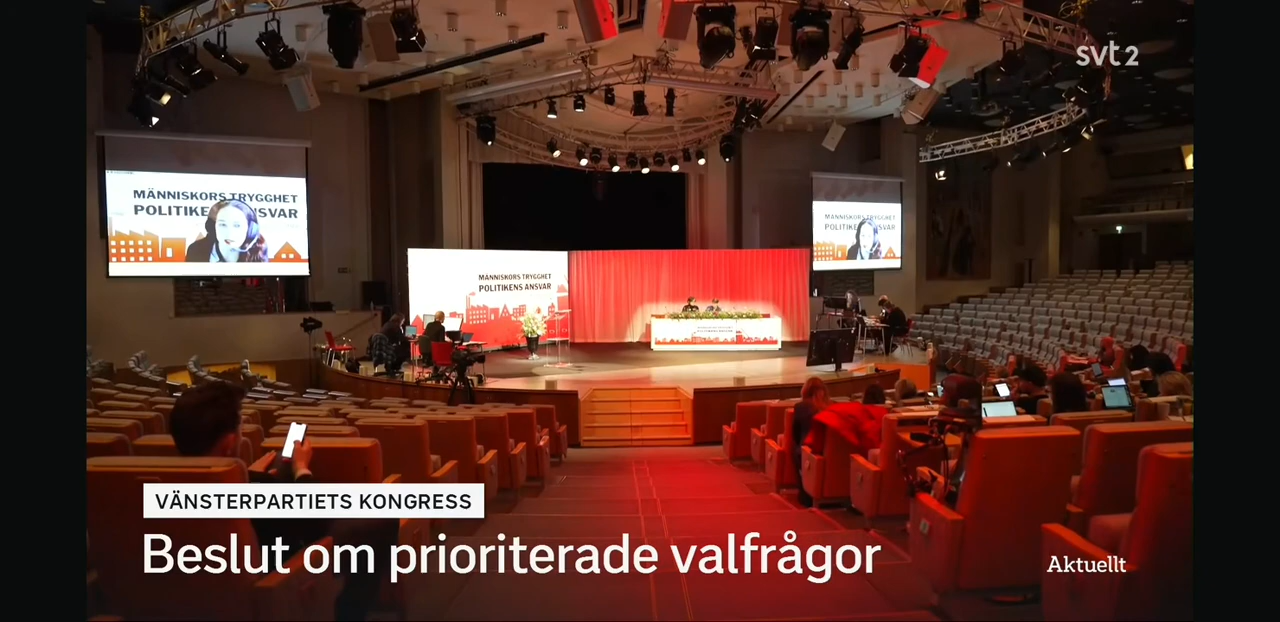 svt2
MÄNNISKORS TRYGGHET
POLITIKENS ANSVAR
MÄNNISKORS TRYGGHET
POLITIKENS ANSVAR
MÄNNISKORS TRYGGHET
POLITIKENS ANSVAR
VÄNSTERPARTIETS KONGRESS
Beslut om prioriterade valfrågor
Aktuellt